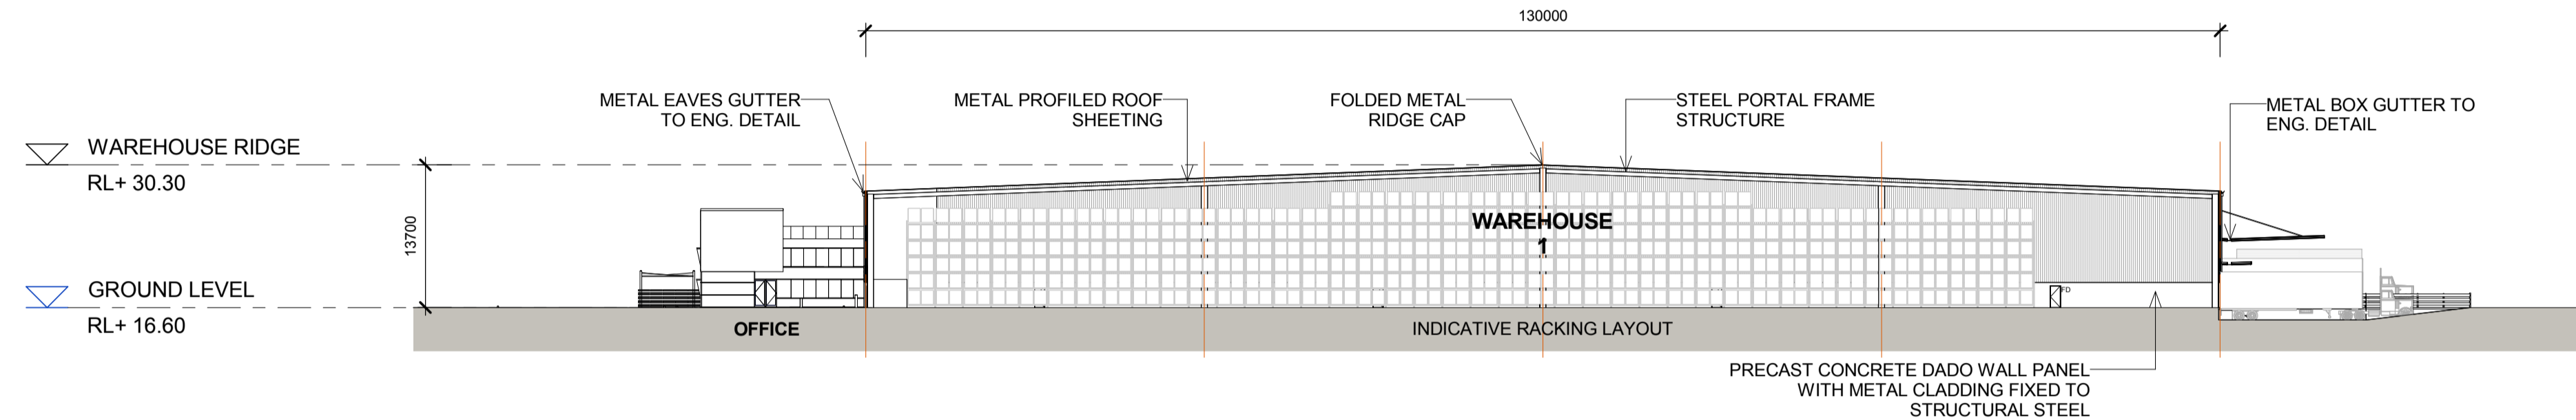 130000
METAL EAVES GUTTER
TO ENG. DETAIL
METAL PROFILED ROOF
SHEETING
FOLDED METAL
RIDGE CAP
STEEL PORTAL FRAME
STRUCTURE
METAL BOX GUTTER TO
ENG. DETAIL
WAREHOUSE RIDGE
RL+ 30.30
13700
WAREHOUSE
1
GROUND LEVEL
RL+ 16.60
FD
OFFICE
INDICATIVE RACKING LAYOUT
PRECAST CONCRETE DADO WALL PANEL
WITH METAL CLADDING FIXED TO
STRUCTURAL STEEL